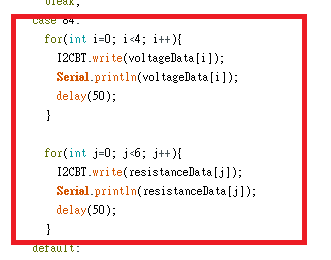 break;
case 84:
for(int i=0; i<4; i++){
I2CBT.write(voltageData[i]);
Serial.println(voltageData[i]);
delay(50);
}
for(int j=0; j<6; j++){
I2CBT.write(resistanceData[j]);
Serial.println(resistanceData[j]);
delay(50);
}
default: